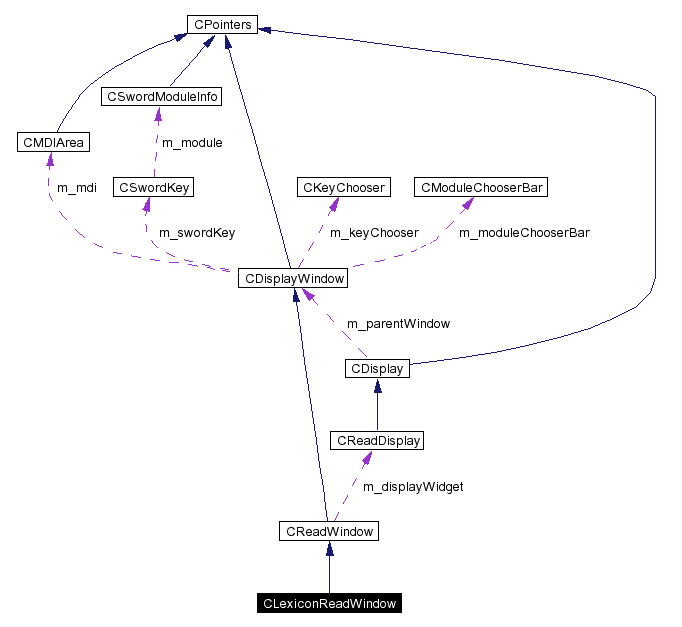 CPointers
CSwordModuleInfo
CMDIArea
m_module
m_mdi
CSwordKey
CKeyChooser
CModuleChooserBar
m_swordKey
m_keyChooser
m_moduleChooserBar
CDisplayWindow
m_parentWindow
CDisplay
CReadDisplay
m_displayWidget
CReadWindow
CLexiconReadWindow